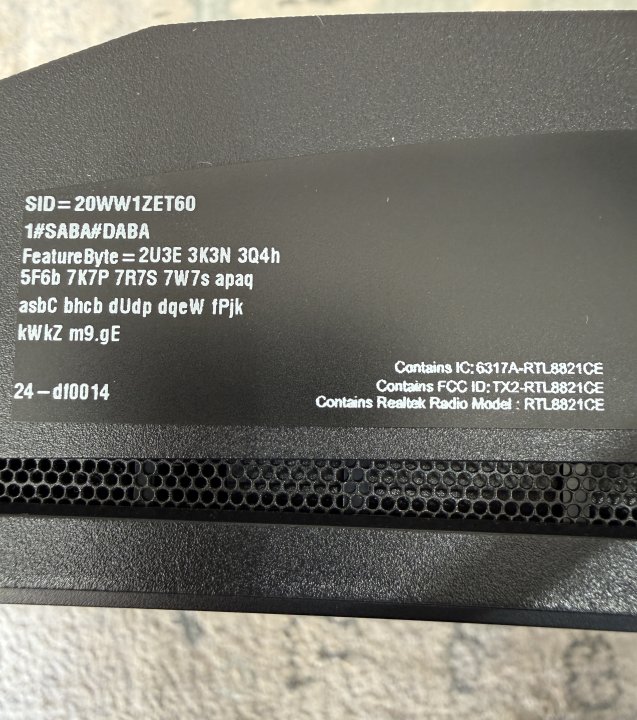 SID=20WW1ZET60
1#SABA#DABA
FeatureByte=2U3E 3K3N 3Q4h
5F6b 7K7P 7R7S 7W7s apaq
asbC bhcb dUdp dqeW fPjk
kWkZ m9.gE
24-df0014
Contains IC: 6317A-RTL8821CE
Contains FCC ID: TX2-RTL8821CE
Contains Realtek Radio Model : RTL8821CE